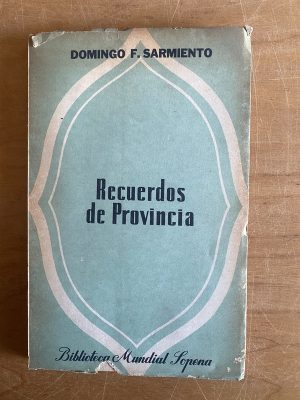 DOMINGO F. SARMIENTO
Recuerdos
de Provincia
Biblioteca Mundial Sopena